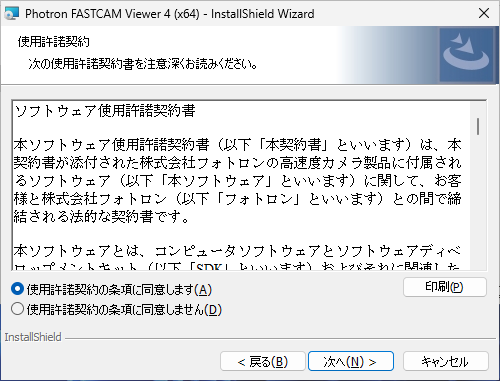 Photron FASTCAM Viewer 4 (x64) - InstallShield Wizard
使用許諾契約
次の使用許諾契約書を注意深くお読みください。
ソフトウェア使用許諾契約書
本ソフトウェア使用許諾契約書（以下「本契約書」といいます）は、本
契約書が添付された株式会社フォトロンの高速度カメラ製品に付属され
るソフトウェア（以下「本ソフトウェア」といいます）に関して、お客
様と株式会社フォトロン（以下「フォトロン」といいます）との間で締
結される法的な契約書です。
本ソフトウェアとは、コンピュータソフトウェアとソフトウェアディベ
ロップメントキット（以下「SDK」といいます）およびそれに関連した
使用許諾契約の条項に同意します(A)
印刷(P)
使用許諾契約の条項に同意しません(D)
InstallShield
< 戻る(B)
次へ(N) >
キャンセル